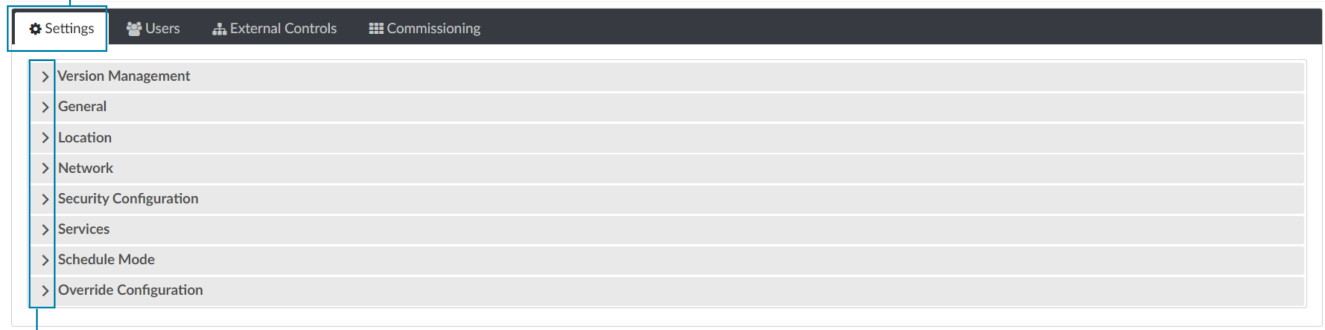 Settings Users External Controls Commissioning
Version Management
General
Location
Network
Security Configuration
Services
Schedule Mode
Override Configuration